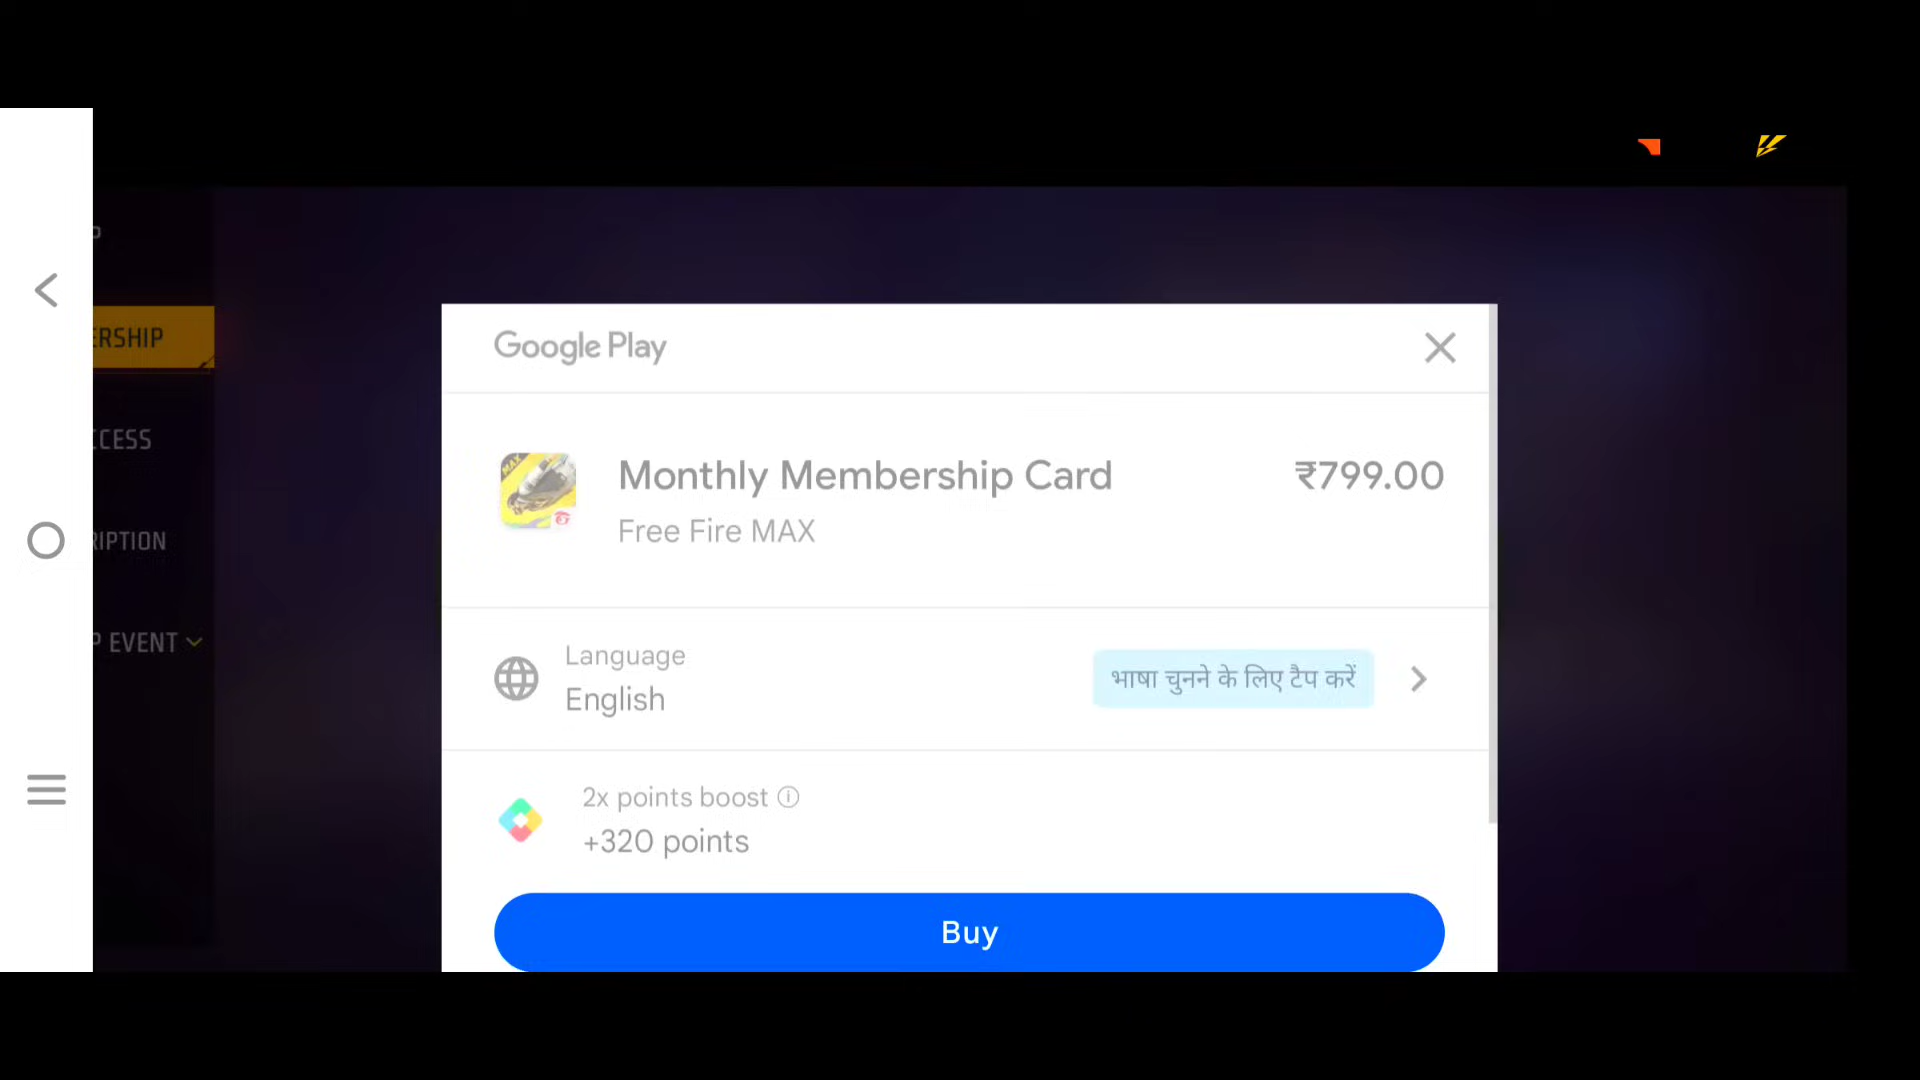 Google Play
Monthly Membership Card ₹799.00
Free Fire MAX
Language
English
भाषा चुनने के लिए टैप करें
2x points boost
+320 points
Buy
ERSHIP
CCESS
RIPTION
P EVENT
MAX